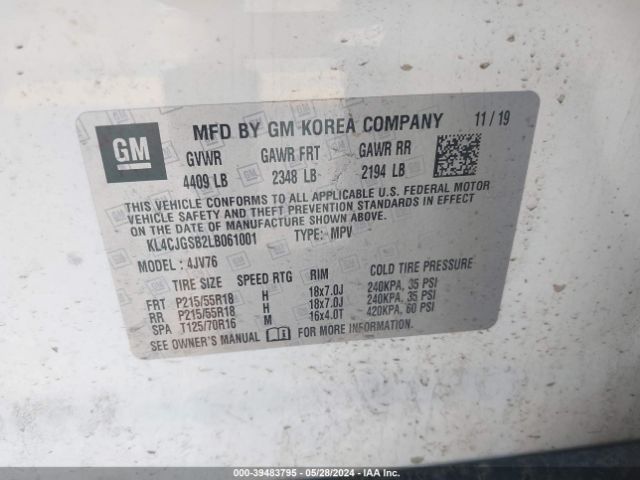 GM
MFD BY GM KOREA COMPANY 11 / 19
GVWR GAWR FRT GAWR RR
4409 LB 2348 LB 2194 LB
THIS VEHICLE CONFORMS TO ALL APPLICABLE U.S. FEDERAL MOTOR
VEHICLE SAFETY AND THEFT PREVENTION STANDARDS IN EFFECT
ON THE DATE OF MANUFACTURE SHOWN ABOVE.
KL4CJGSB2LB061001 TYPE: MPV
MODEL : 4JV76
TIRE SIZE SPEED RTG RIM COLD TIRE PRESSURE
FRT P215/55R18 H 18x7.0J 240KPA, 35 PSI
RR P215/55R18 H 18x7.0J 240KPA, 35 PSI
SPA T125/70R16 M 16x4.0T 420KPA, 60 PSI
SEE OWNER'S MANUAL FOR MORE INFORMATION.
000-39483795 - 05/28/2024 - IAA Inc.